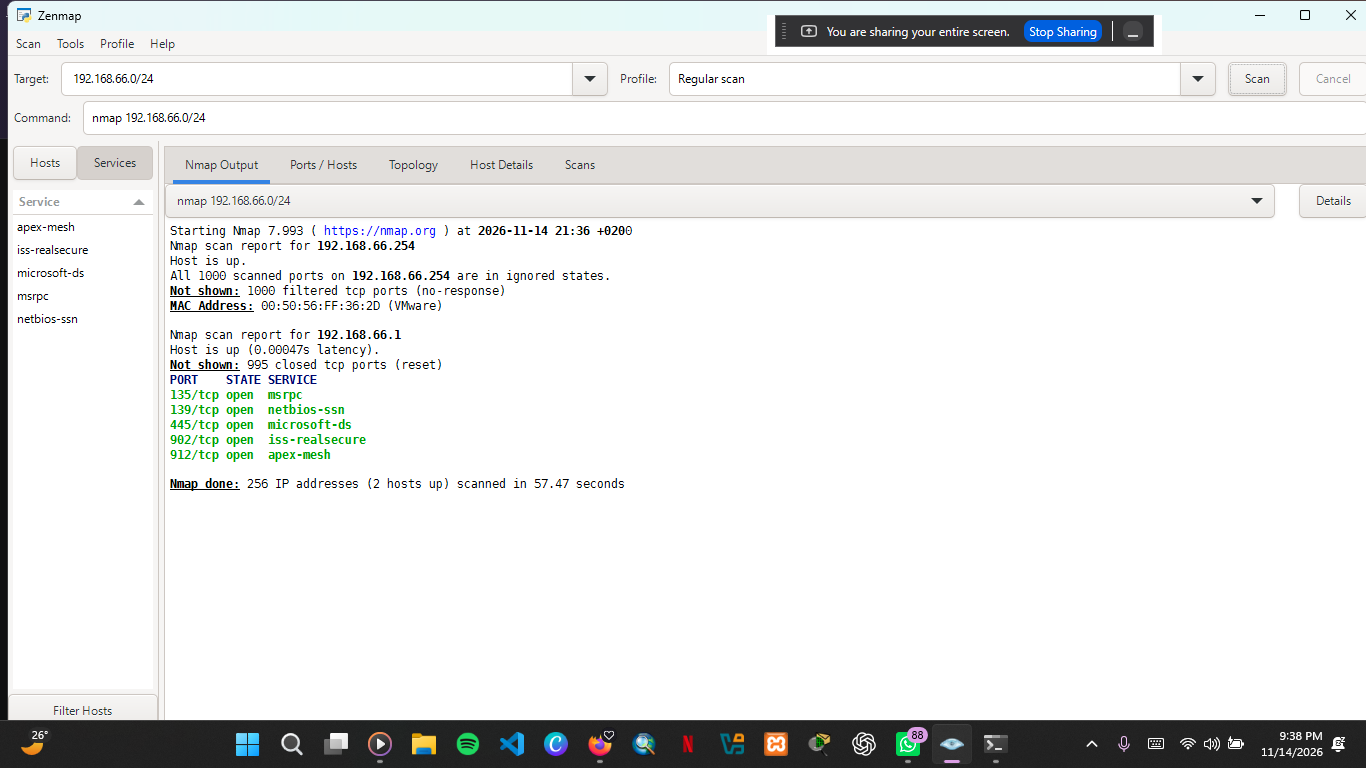 Zenmap
You are sharing your entire screen. Stop Sharing
Scan Tools Profile Help
Target: 192.168.66.0/24 Profile: Regular scan Scan Cancel
Command: nmap 192.168.66.0/24
Hosts Services
Nmap Output Ports / Hosts Topology Host Details Scans
Service
nmap 192.168.66.0/24 Details
apex-mesh
iss-realsecure
microsoft-ds
msrpc
netbios-ssn
Starting Nmap 7.993 ( https://nmap.org ) at 2026-11-14 21:36 +0200
Nmap scan report for 192.168.66.254
Host is up.
All 1000 scanned ports on 192.168.66.254 are in ignored states.
Not shown: 1000 filtered tcp ports (no-response)
MAC Address: 00:50:56:FF:36:2D (VMware)
Nmap scan report for 192.168.66.1
Host is up (0.00047s latency).
Not shown: 995 closed tcp ports (reset)
PORT STATE SERVICE
135/tcp open msrpc
139/tcp open netbios-ssn
445/tcp open microsoft-ds
902/tcp open iss-realsecure
912/tcp open apex-mesh
Nmap done: 256 IP addresses (2 hosts up) scanned in 57.47 seconds
Filter Hosts
26°
88
9:38 PM
11/14/2026